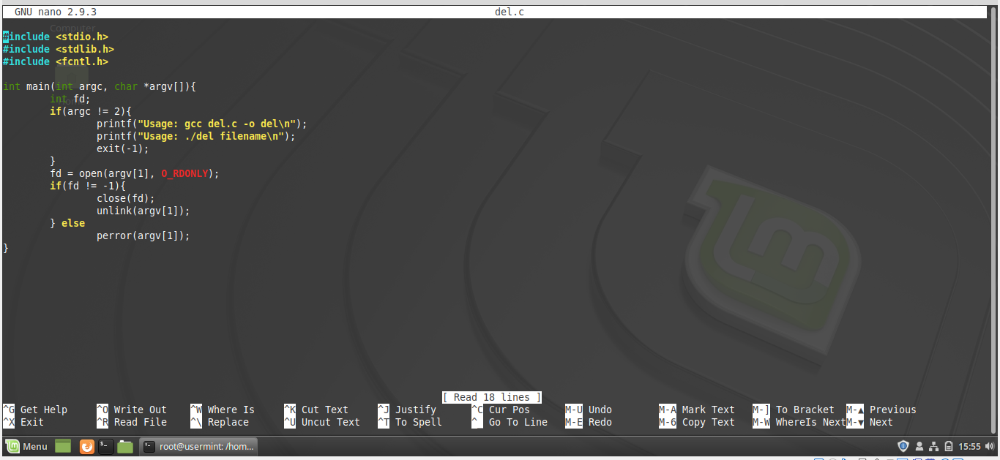 GNU nano 2.9.3 del.c
Computer
#include <stdio.h>
#include <stdlib.h>
#include <fcntl.h>
int main(int argc, char *argv[]){
int fd;
if(argc != 2){
printf("Usage: gcc del.c -o del\n");
printf("Usage: ./del filename\n");
exit(-1);
}
fd = open(argv[1], O_RDONLY);
if(fd != -1){
close(fd);
unlink(argv[1]);
} else
perror(argv[1]);
}
[ Read 18 lines ]
^G Get Help ^O Write Out ^W Where Is ^K Cut Text ^J Justify ^C Cur Pos M-U Undo M-A Mark Text M-] To Bracket M-▲ Previous
^X Exit ^R Read File ^\ Replace ^U Uncut Text ^T To Spell ^_ Go To Line M-E Redo M-6 Copy Text M-W WhereIs Next M-▼ Next
Menu root@usermint: /hom... 15:55